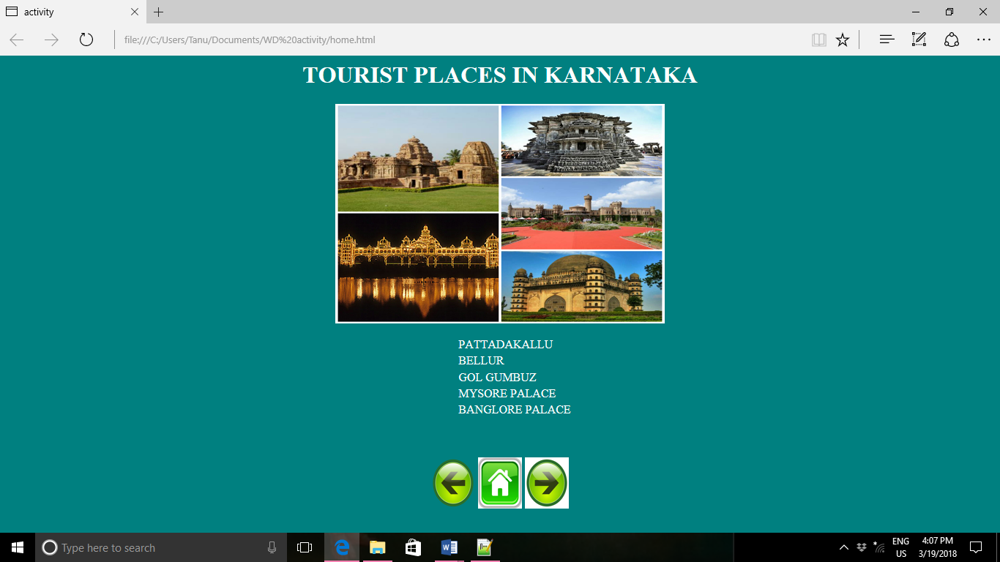 activity
file:///C:/Users/Tanu/Documents/WD%20activity/home.html
TOURIST PLACES IN KARNATAKA
PATTADAKALLU
BELLUR
GOL GUMBUZ
MYSORE PALACE
BANGLORE PALACE
Type here to search
ENG
US
4:07 PM
3/19/2018